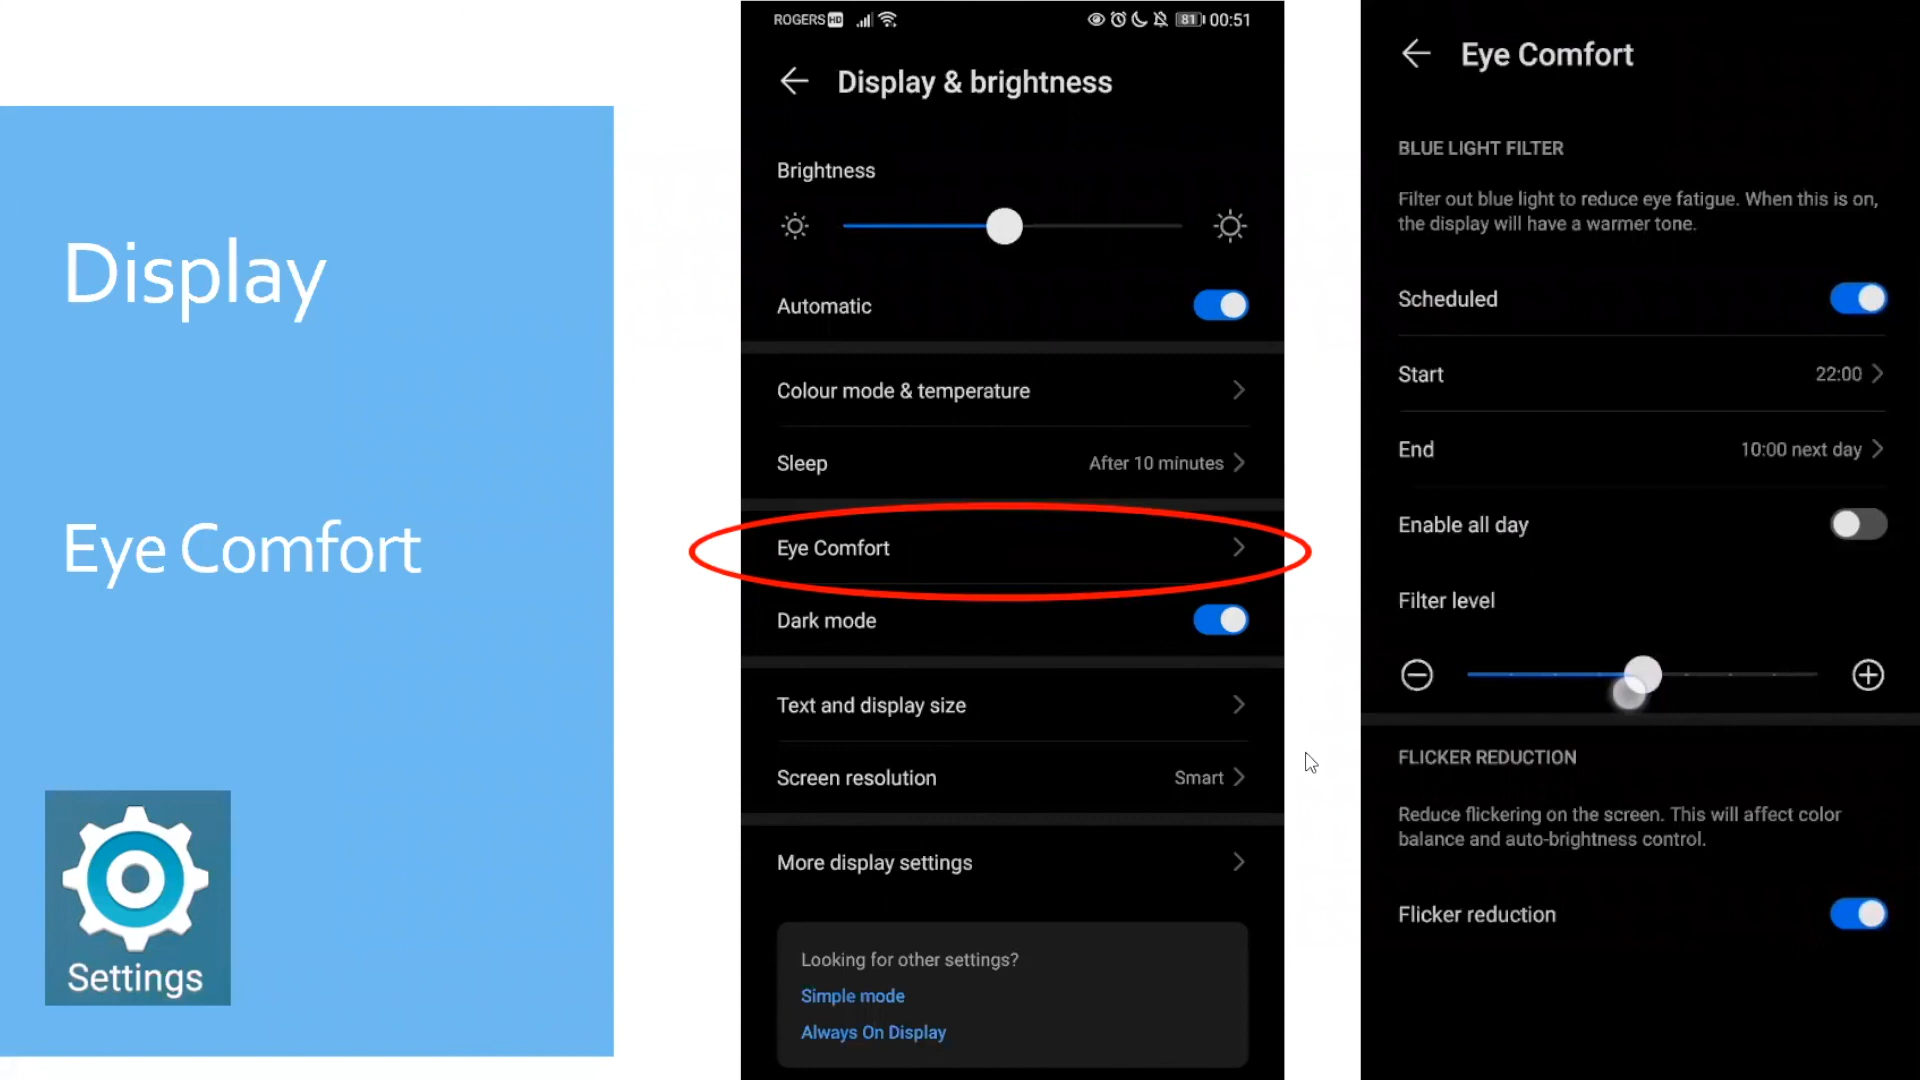 Display
Eye Comfort
Settings
ROGERS HD
81
00:51
Display & brightness
Brightness
Automatic
Colour mode & temperature
Sleep After 10 minutes
Eye Comfort
Dark mode
Text and display size
Screen resolution Smart
More display settings
Looking for other settings?
Simple mode
Always On Display
Eye Comfort
BLUE LIGHT FILTER
Filter out blue light to reduce eye fatigue. When this is on,
the display will have a warmer tone.
Scheduled
Start 22:00
End 10:00 next day
Enable all day
Filter level
FLICKER REDUCTION
Reduce flickering on the screen. This will affect color
balance and auto-brightness control.
Flicker reduction